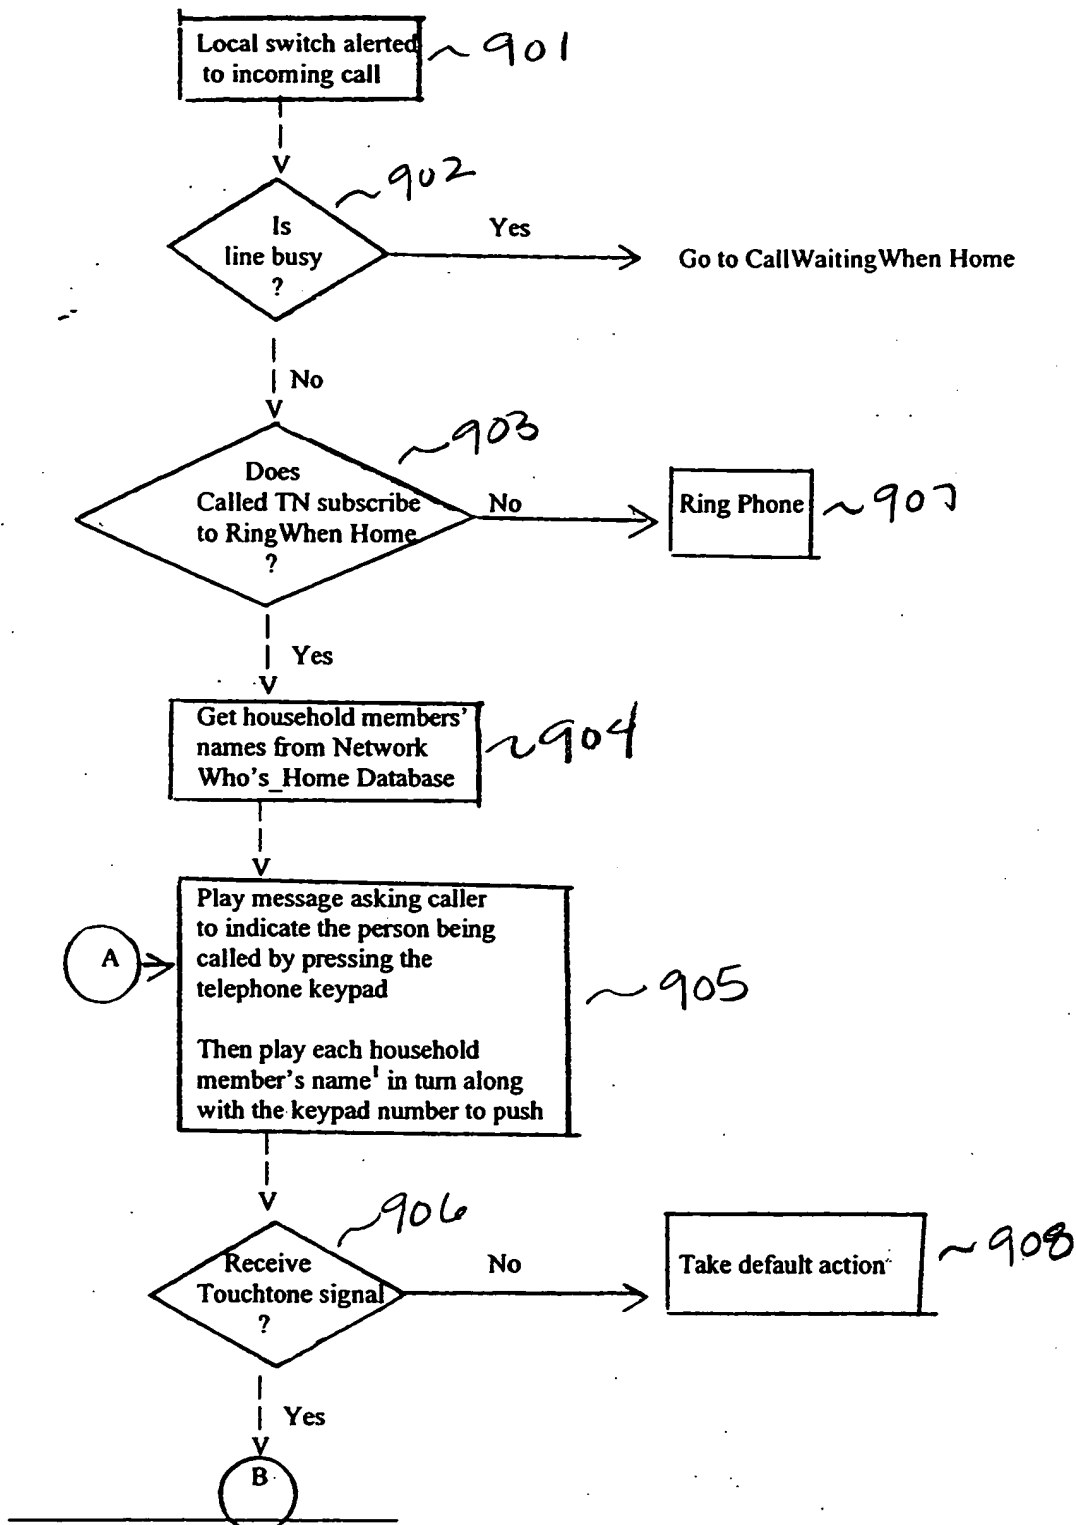 Local switch alerted
to incoming call
~901
V
~902
Is
line busy
?
Yes
Go to CallWaitingWhen Home
No
V
~903
Does
Called TN subscribe
to RingWhen Home
?
No
Ring Phone
~907
Yes
V
Get household members'
names from Network
Who's_Home Database
~904
V
A
Play message asking caller
to indicate the person being
called by pressing the
telephone keypad
Then play each household
member's name¹ in turn along
with the keypad number to push
~905
V
~906
Receive
Touchtone signal
?
No
Take default action
~908
Yes
V
B